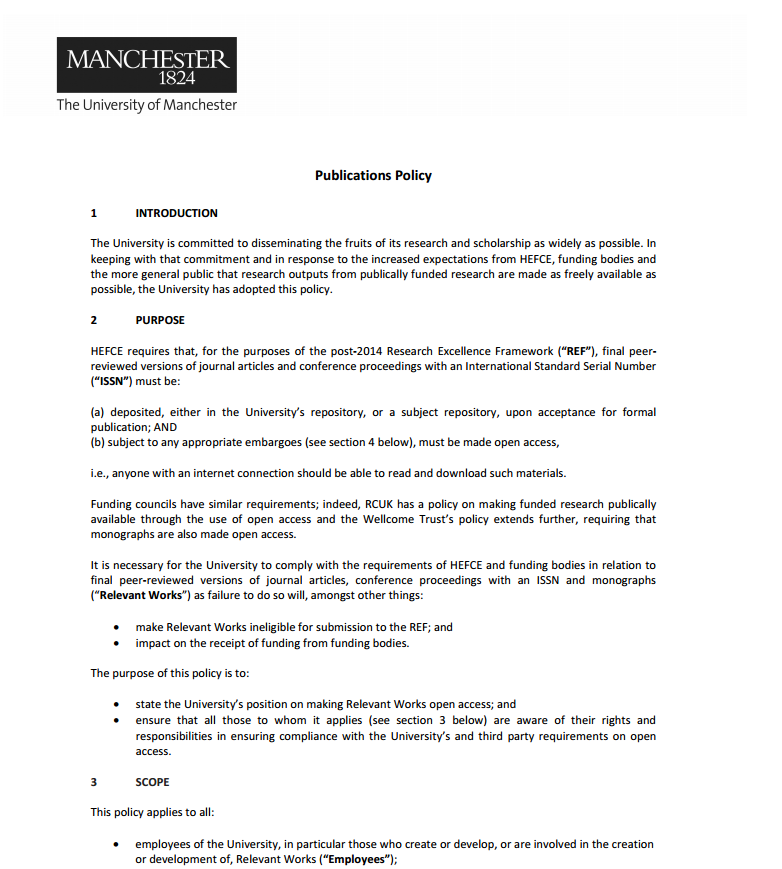 MANCHESTER
1824
The University of Manchester
Publications Policy
1 INTRODUCTION
The University is committed to disseminating the fruits of its research and scholarship as widely as possible. In
keeping with that commitment and in response to the increased expectations from HEFCE, funding bodies and
the more general public that research outputs from publically funded research are made as freely available as
possible, the University has adopted this policy.
2 PURPOSE
HEFCE requires that, for the purposes of the post-2014 Research Excellence Framework (“REF”), final peer-
reviewed versions of journal articles and conference proceedings with an International Standard Serial Number
(“ISSN”) must be:
(a) deposited, either in the University’s repository, or a subject repository, upon acceptance for formal
publication; AND
(b) subject to any appropriate embargoes (see section 4 below), must be made open access,
i.e., anyone with an internet connection should be able to read and download such materials.
Funding councils have similar requirements; indeed, RCUK has a policy on making funded research publically
available through the use of open access and the Wellcome Trust’s policy extends further, requiring that
monographs are also made open access.
It is necessary for the University to comply with the requirements of HEFCE and funding bodies in relation to
final peer-reviewed versions of journal articles, conference proceedings with an ISSN and monographs
(“Relevant Works”) as failure to do so will, amongst other things:
• make Relevant Works ineligible for submission to the REF; and
• impact on the receipt of funding from funding bodies.
The purpose of this policy is to:
• state the University’s position on making Relevant Works open access; and
• ensure that all those to whom it applies (see section 3 below) are aware of their rights and
responsibilities in ensuring compliance with the University’s and third party requirements on open
access.
3 SCOPE
This policy applies to all:
• employees of the University, in particular those who create or develop, or are involved in the creation
or development of, Relevant Works (“Employees”);